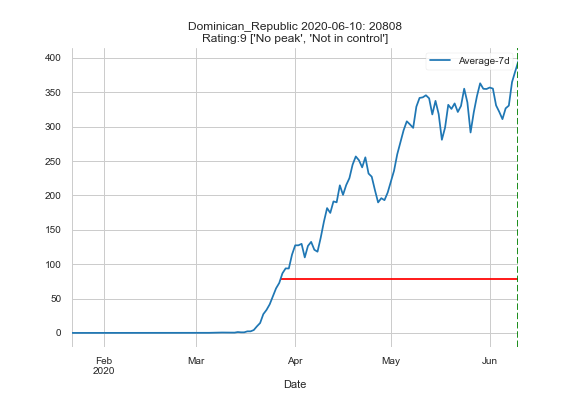 Dominican_Republic 2020-06-10: 20808
Rating:9 ['No peak', 'Not in control']
Average-7d
400
350
300
250
200
150
100
50
0
Feb
2020
Mar
Apr
May
Jun
Date